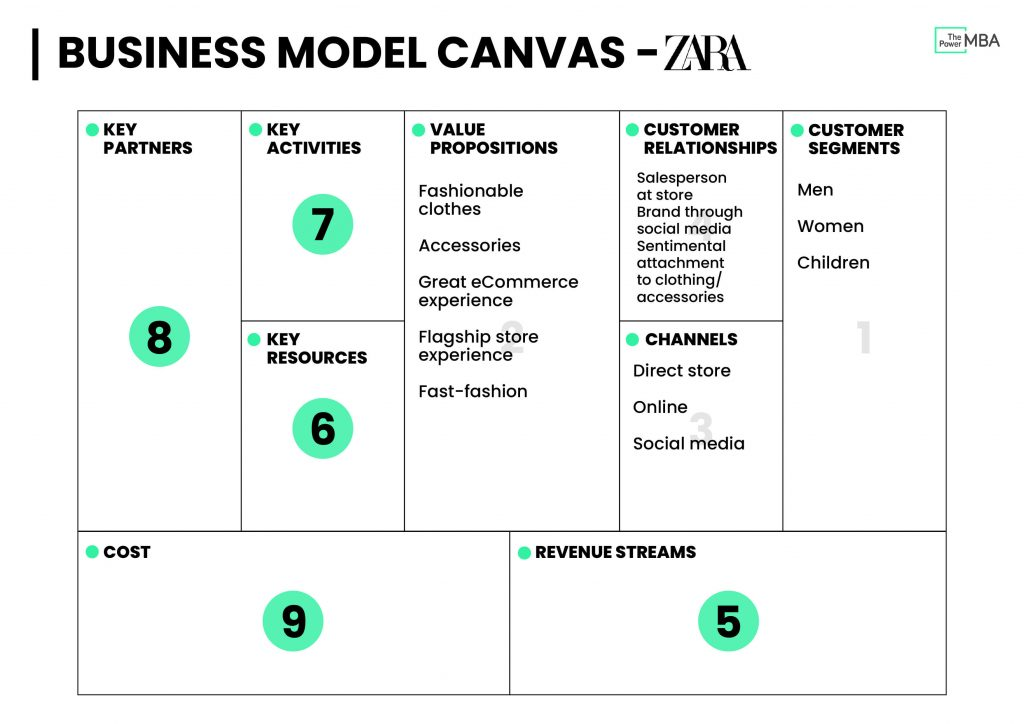 BUSINESS MODEL CANVAS - ZARA
The Power MBA
KEY
PARTNERS
8
KEY
ACTIVITIES
7
KEY
RESOURCES
6
VALUE
PROPOSITIONS
Fashionable
clothes
Accessories
Great eCommerce
experience
Flagship store
experience
Fast-fashion
2
CUSTOMER
RELATIONSHIPS
Salesperson
at store
Brand through
social media
Sentimental
attachment
to clothing/
accessories
4
CHANNELS
Direct store
Online
Social media
3
CUSTOMER
SEGMENTS
Men
Women
Children
1
COST
9
REVENUE STREAMS
5